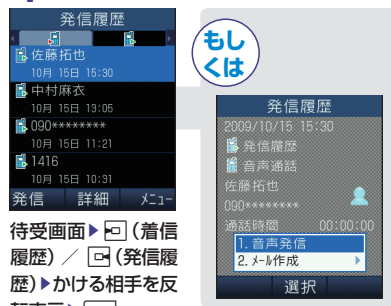 発信履歴
佐藤拓也
10月 15日 15:30
中村麻衣
10月 15日 13:05
090********
10月 15日 11:21
1416
10月 15日 10:31
発信 詳細 メニュー
待受画面▶(着信
履歴)/(発信履
歴)▶かける相手を反
もし
くは
発信履歴
2009/10/15 15:30
発信履歴
音声通話
佐藤拓也
090********
通話時間 00:00:00
1. 音声発信
2. メール作成
選択